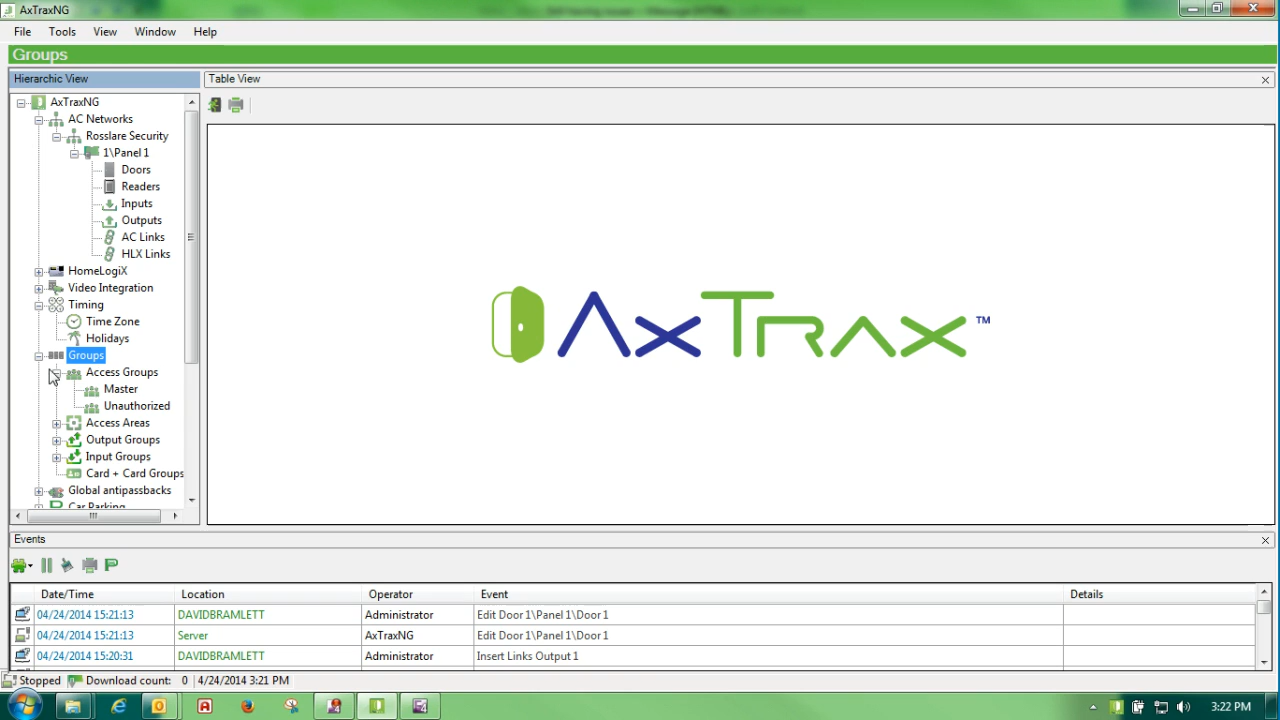 AxTraxNG
File Tools View Window Help
Groups
Hierarchic View
Table View
AxTraxNG
AC Networks
Rosslare Security
1\Panel 1
Doors
Readers
Inputs
Outputs
AC Links
HLX Links
HomeLogiX
Video Integration
Timing
Time Zone
Holidays
Groups
Access Groups
Master
Unauthorized
Access Areas
Output Groups
Input Groups
Card + Card Groups
Global antipassbacks
Car Parking
AxTrax™
Events
Date/Time Location Operator Event Details
04/24/2014 15:21:13 DAVIDBRAMLETT Administrator Edit Door 1\Panel 1\Door 1
04/24/2014 15:21:13 Server AxTraxNG Edit Door 1\Panel 1\Door 1
04/24/2014 15:20:31 DAVIDBRAMLETT Administrator Insert Links Output 1
Stopped Download count: 0 4/24/2014 3:21 PM
3:22 PM